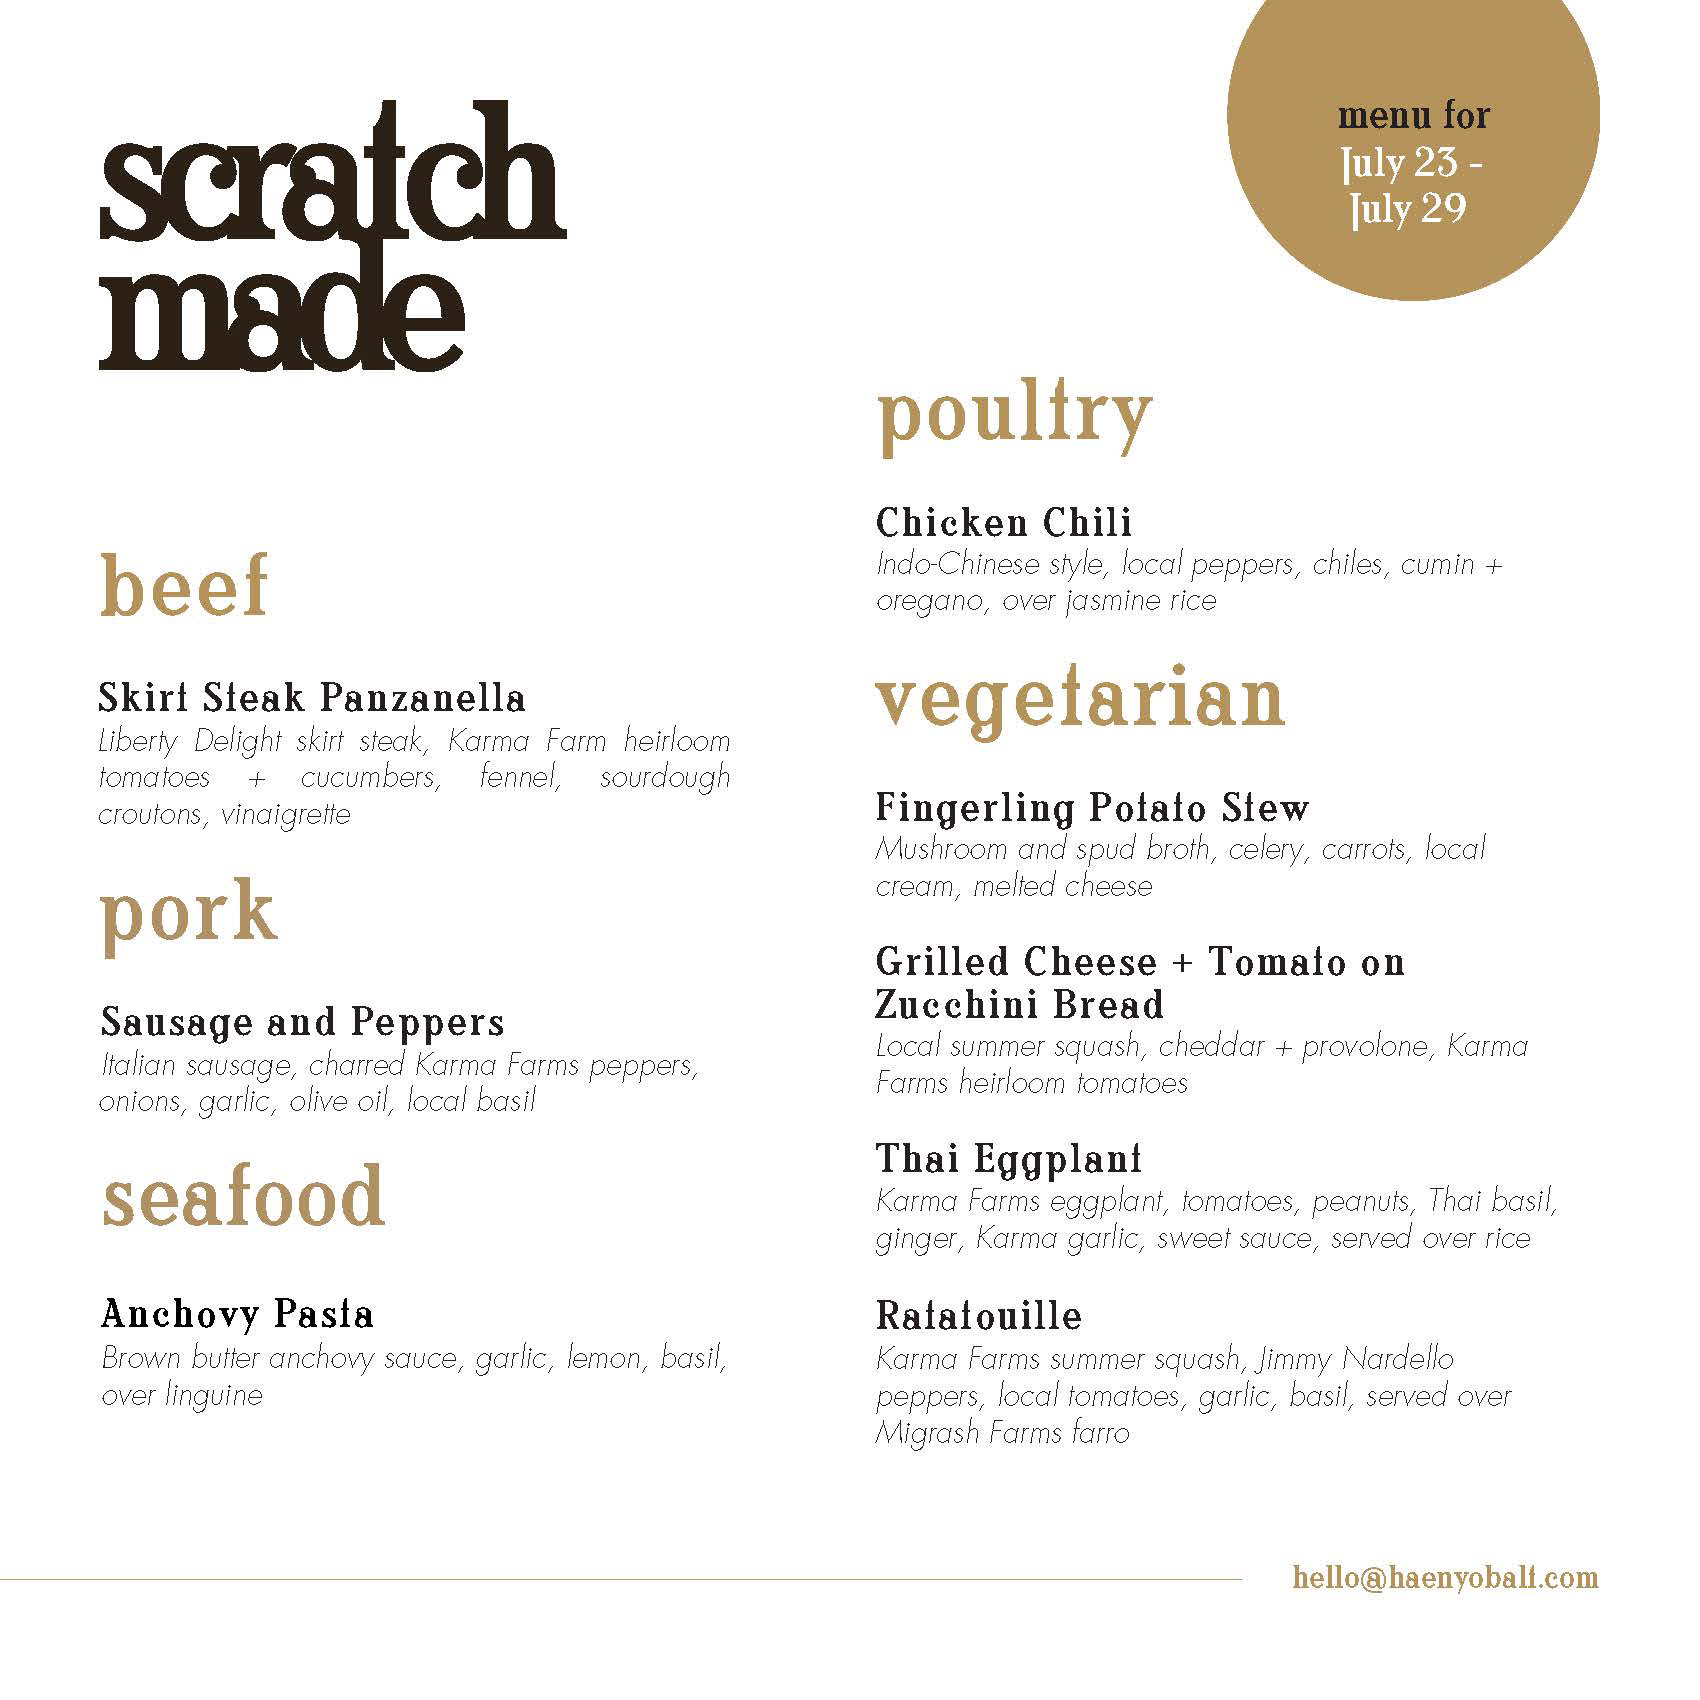 scratch
made
menu for
July 23 -
July 29
beef
Skirt Steak Panzanella
Liberty Delight skirt steak, Karma Farm heirloom
tomatoes + cucumbers, fennel, sourdough
croutons, vinaigrette
pork
Sausage and Peppers
Italian sausage, charred Karma Farms peppers,
onions, garlic, olive oil, local basil
seafood
Anchovy Pasta
Brown butter anchovy sauce, garlic, lemon, basil,
over linguine
poultry
Chicken Chili
Indo-Chinese style, local peppers, chiles, cumin +
oregano, over jasmine rice
vegetarian
Fingerling Potato Stew
Mushroom and spud broth, celery, carrots, local
cream, melted cheese
Grilled Cheese + Tomato on
Zucchini Bread
Local summer squash, cheddar + provolone, Karma
Farms heirloom tomatoes
Thai Eggplant
Karma Farms eggplant, tomatoes, peanuts, Thai basil,
ginger, Karma garlic, sweet sauce, served over rice
Ratatouille
Karma Farms summer squash, Jimmy Nardello
peppers, local tomatoes, garlic, basil, served over
Migrash Farms farro
hello@haenyobalt.com